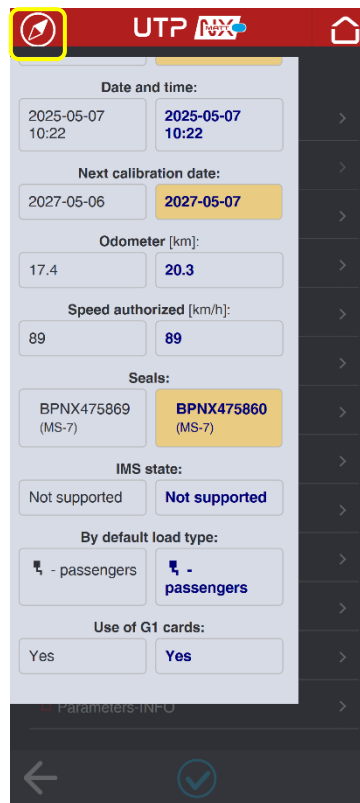 UTP MATT NX
Date and time:
2025-05-07 10:22
2025-05-07 10:22
Next calibration date:
2027-05-06
2027-05-07
Odometer [km]:
17.4
20.3
Speed authorized [km/h]:
89
89
Seals:
BPNX475869
(MS-7)
BPNX475860
(MS-7)
IMS state:
Not supported
Not supported
By default load type:
- passengers
- passengers
Use of G1 cards:
Yes
Yes
Parameters-INFO